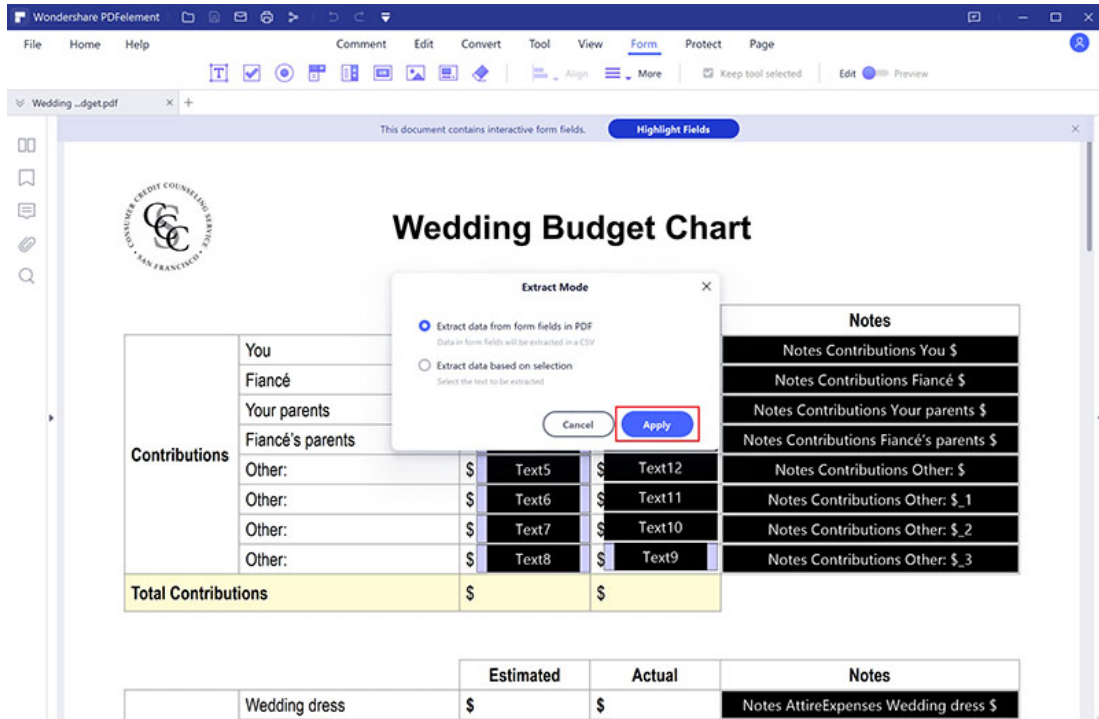 Wondershare PDFelement
File Home Help Comment Edit Convert Tool View Form Protect Page
Align More Keep tool selected Edit Preview
Wedding ...dget.pdf
This document contains interactive form fields. Highlight Fields
CONSUMER CREDIT COUNSELING SERVICE
CCCS
SAN FRANCISCO
Wedding Budget Chart
Extract Mode
Extract data from form fields in PDF
Data in form fields will be extracted in a CSV
Extract data based on selection
Select the text to be extracted
Cancel Apply
Notes
Contributions
You Notes Contributions You $
Fiancé Notes Contributions Fiancé $
Your parents Notes Contributions Your parents $
Fiancé's parents Notes Contributions Fiancé's parents $
Other: $ Text5 $ Text12 Notes Contributions Other: $
Other: $ Text6 $ Text11 Notes Contributions Other: $_1
Other: $ Text7 $ Text10 Notes Contributions Other: $_2
Other: $ Text8 $ Text9 Notes Contributions Other: $_3
Total Contributions $ $
Estimated Actual Notes
Wedding dress $ $ Notes AttireExpenses Wedding dress $